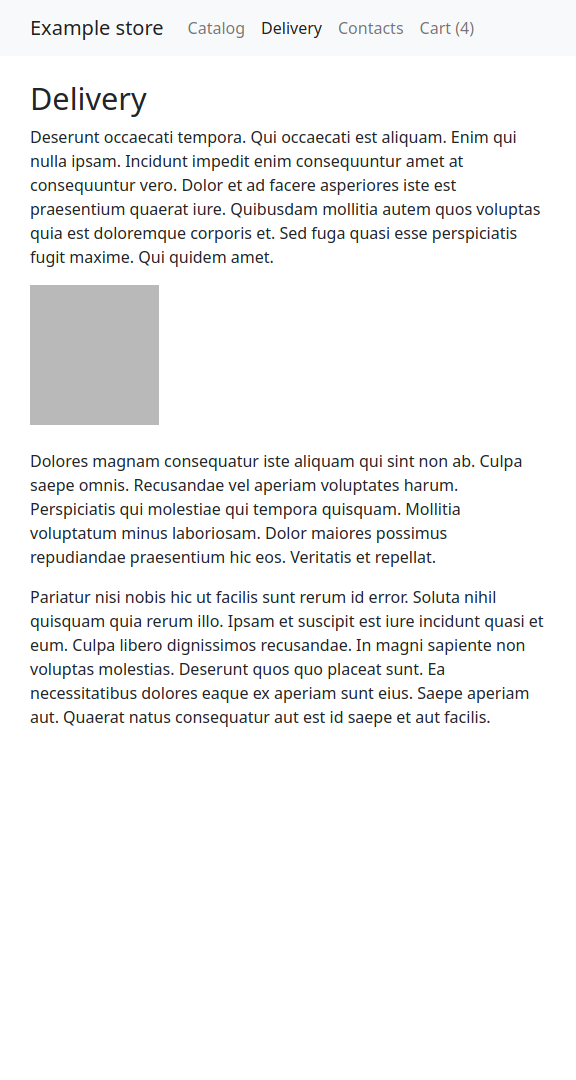 Example store Catalog Delivery Contacts Cart (4)
Delivery
Deserunt occaecati tempora. Qui occaecati est aliquam. Enim qui
nulla ipsam. Incidunt impedit enim consequuntur amet at
consequuntur vero. Dolor et ad facere asperiores iste est
praesentium quaerat iure. Quibusdam mollitia autem quos voluptas
quia est doloremque corporis et. Sed fuga quasi esse perspiciatis
fugit maxime. Qui quidem amet.
Dolores magnam consequatur iste aliquam qui sint non ab. Culpa
saepe omnis. Recusandae vel aperiam voluptates harum.
Perspiciatis qui molestiae qui tempora quisquam. Mollitia
voluptatum minus laboriosam. Dolor maiores possimus
repudiandae praesentium hic eos. Veritatis et repellat.
Pariatur nisi nobis hic ut facilis sunt rerum id error. Soluta nihil
quisquam quia rerum illo. Ipsam et suscipit est iure incidunt quasi et
eum. Culpa libero dignissimos recusandae. In magni sapiente non
voluptas molestias. Deserunt quos quo placeat sunt. Ea
necessitatibus dolores eaque ex aperiam sunt eius. Saepe aperiam
aut. Quaerat natus consequatur aut est id saepe et aut facilis.